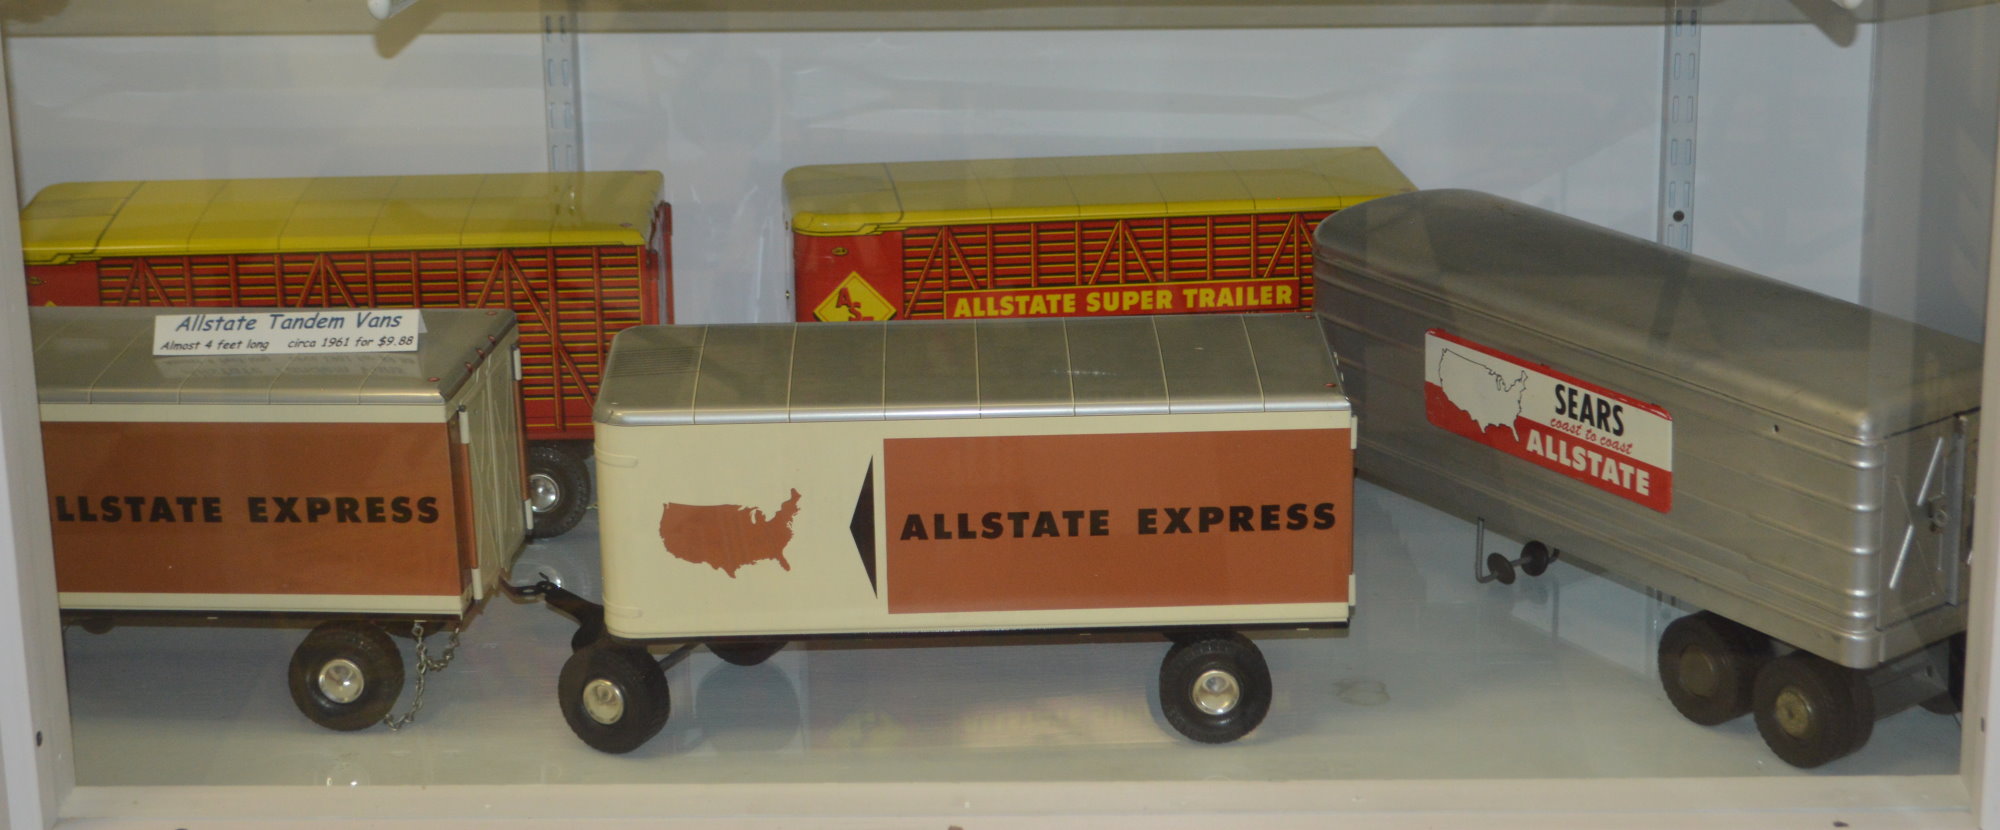 Allstate Tandem Vans
Almost 4 feet long circa 1961 for $9.88
LLSTATE EXPRESS
AST
ALLSTATE SUPER TRAILER
ALLSTATE EXPRESS
SEARS
coast to coast
ALLSTATE